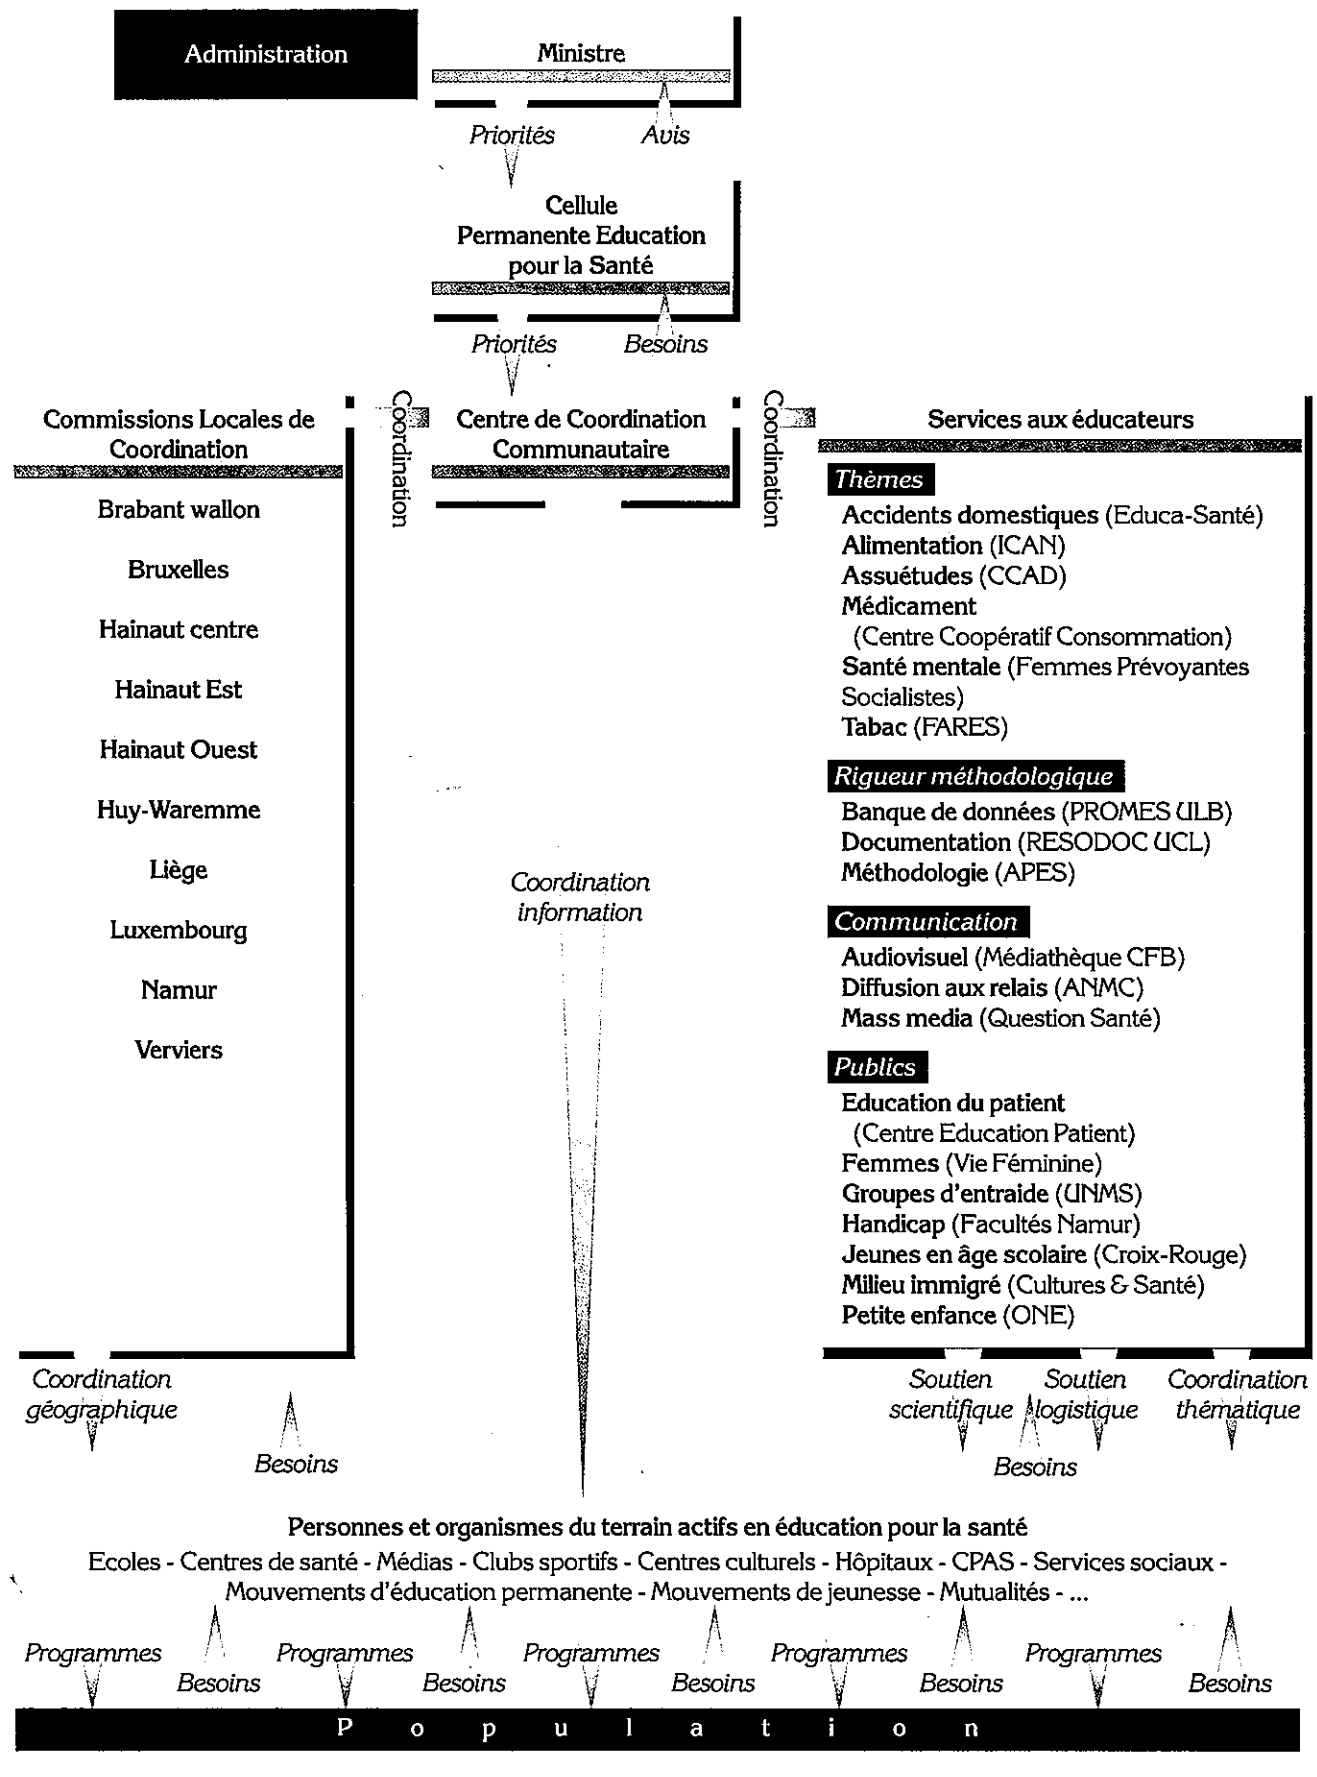 Administration
Ministre
Priorités
Avis
Cellule
Permanente Education
pour la Santé
Priorités
Besoins
Commissions Locales de
Coordination
Brabant wallon
Bruxelles
Hainaut centre
Hainaut Est
Hainaut Ouest
Huy-Waremme
Liège
Luxembourg
Namur
Verviers
Coordination
géographique
Besoins
Coordination
Centre de Coordination
Communautaire
Coordination
Coordination
information
Services aux éducateurs
Thèmes
Accidents domestiques (Educa-Santé)
Alimentation (ICAN)
Assuétudes (CCAD)
Médicament
(Centre Coopératif Consommation)
Santé mentale (Femmes Prévoyantes
Socialistes)
Tabac (FARES)
Rigueur méthodologique
Banque de données (PROMES ULB)
Documentation (RESODOC UCL)
Méthodologie (APES)
Communication
Audiovisuel (Médiathèque CFB)
Diffusion aux relais (ANMC)
Mass media (Question Santé)
Publics
Education du patient
(Centre Education Patient)
Femmes (Vie Féminine)
Groupes d'entraide (UNMS)
Handicap (Facultés Namur)
Jeunes en âge scolaire (Croix-Rouge)
Milieu immigré (Cultures & Santé)
Petite enfance (ONE)
Soutien
scientifique
Soutien
logistique
Coordination
thématique
Besoins
Personnes et organismes du terrain actifs en éducation pour la santé
Ecoles - Centres de santé - Médias - Clubs sportifs - Centres culturels - Hôpitaux - CPAS - Services sociaux -
Mouvements d'éducation permanente - Mouvements de jeunesse - Mutualités - ...
Programmes
Besoins
Programmes
Besoins
Programmes
Besoins
Programmes
Besoins
Programmes
Besoins
Population